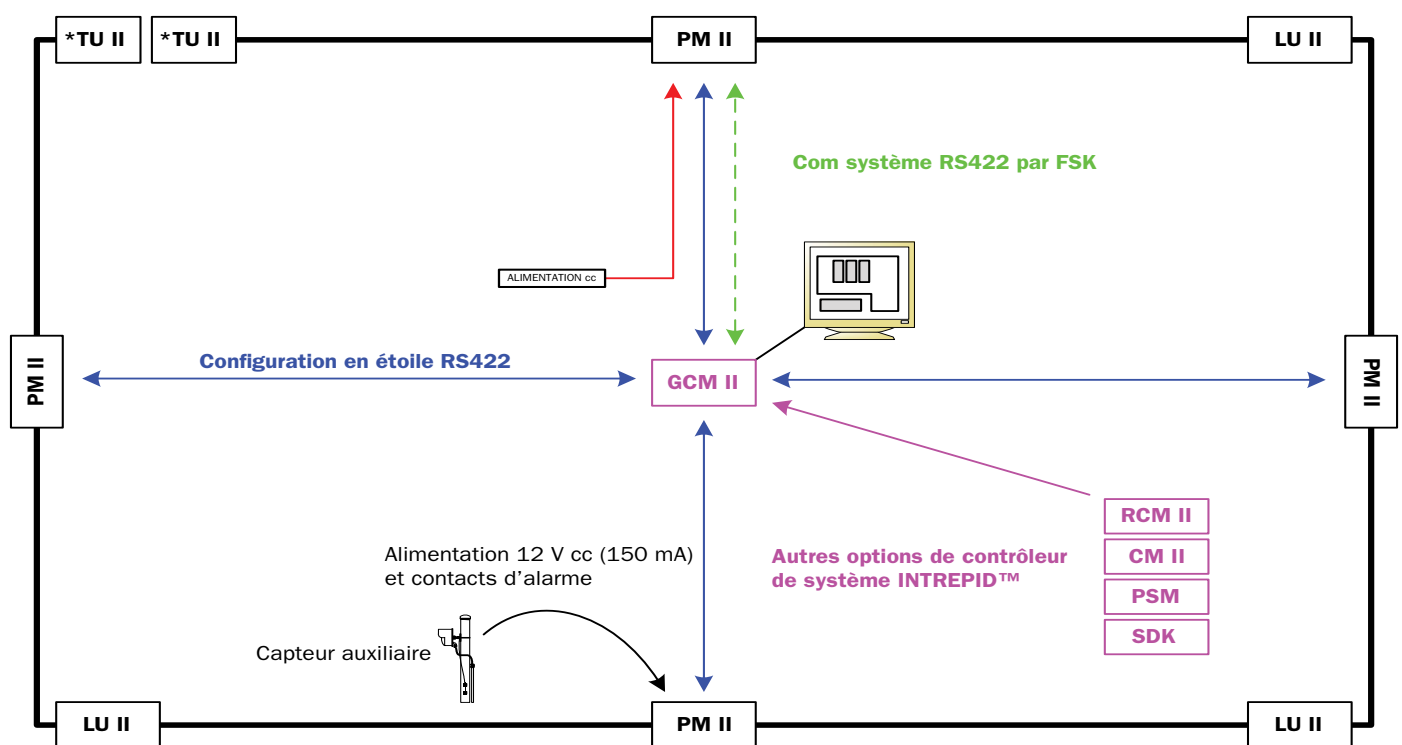 *TU II
*TU II
PM II
LU II
Com système RS422 par FSK
ALIMENTATION cc
PM II
Configuration en étoile RS422
GCM II
PM II
RCM II
CM II
PSM
SDK
Autres options de contrôleur
de système INTREPID™
Alimentation 12 V cc (150 mA)
et contacts d’alarme
Capteur auxiliaire
LU II
PM II
LU II